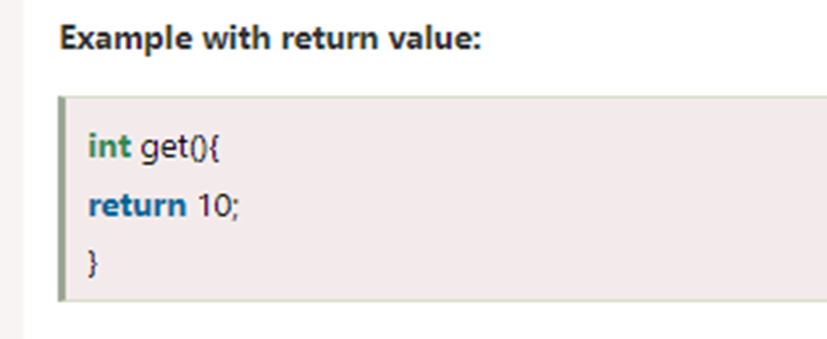 Example with return value:
int get(){
return 10;
}